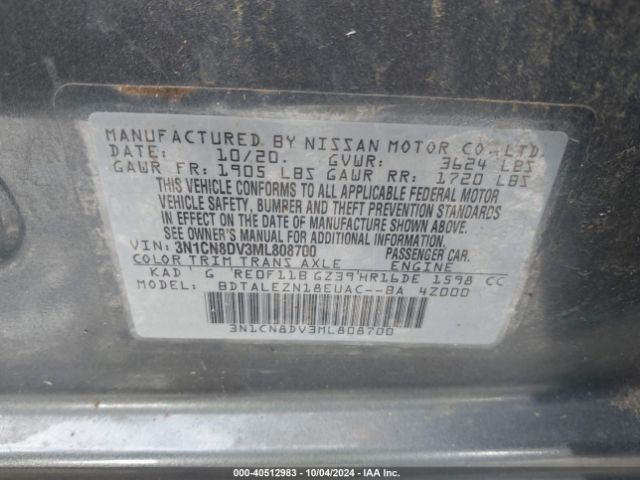 MANUFACTURED BY NISSAN MOTOR CO.,LTD.
DATE: 10/20. GVWR: 3624 LBS
GAWR FR: 1905 LBS GAWR RR: 1720 LBS
THIS VEHICLE CONFORMS TO ALL APPLICABLE FEDERAL MOTOR
VEHICLE SAFETY, BUMPER AND THEFT PREVENTION STANDARDS
IN EFFECT ON THE DATE OF MANUFACTURE SHOWN ABOVE.
SEE OWNER'S MANUAL FOR ADDITIONAL INFORMATION.
VIN: 3N1CN8DV3ML808700 PASSENGER CAR.
COLOR TRIM TRANS AXLE ENGINE
KAD G RE0F11B GZ39 HR16DE 1598 CC
MODEL: BDTALEZN18EUAC--BA 4Z000
3N1CN8DV3ML808700
Stock: 40512983 - 10/04/2024 - IAA Inc.